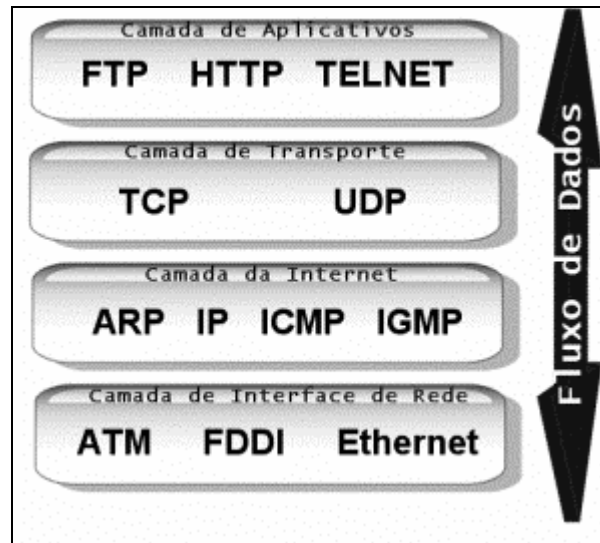 Camada de Aplicativos
FTP HTTP TELNET
Camada de Transporte
TCP UDP
Camada da Internet
ARP IP ICMP IGMP
Camada de Interface de Rede
ATM FDDI Ethernet
Fluxo de Dados